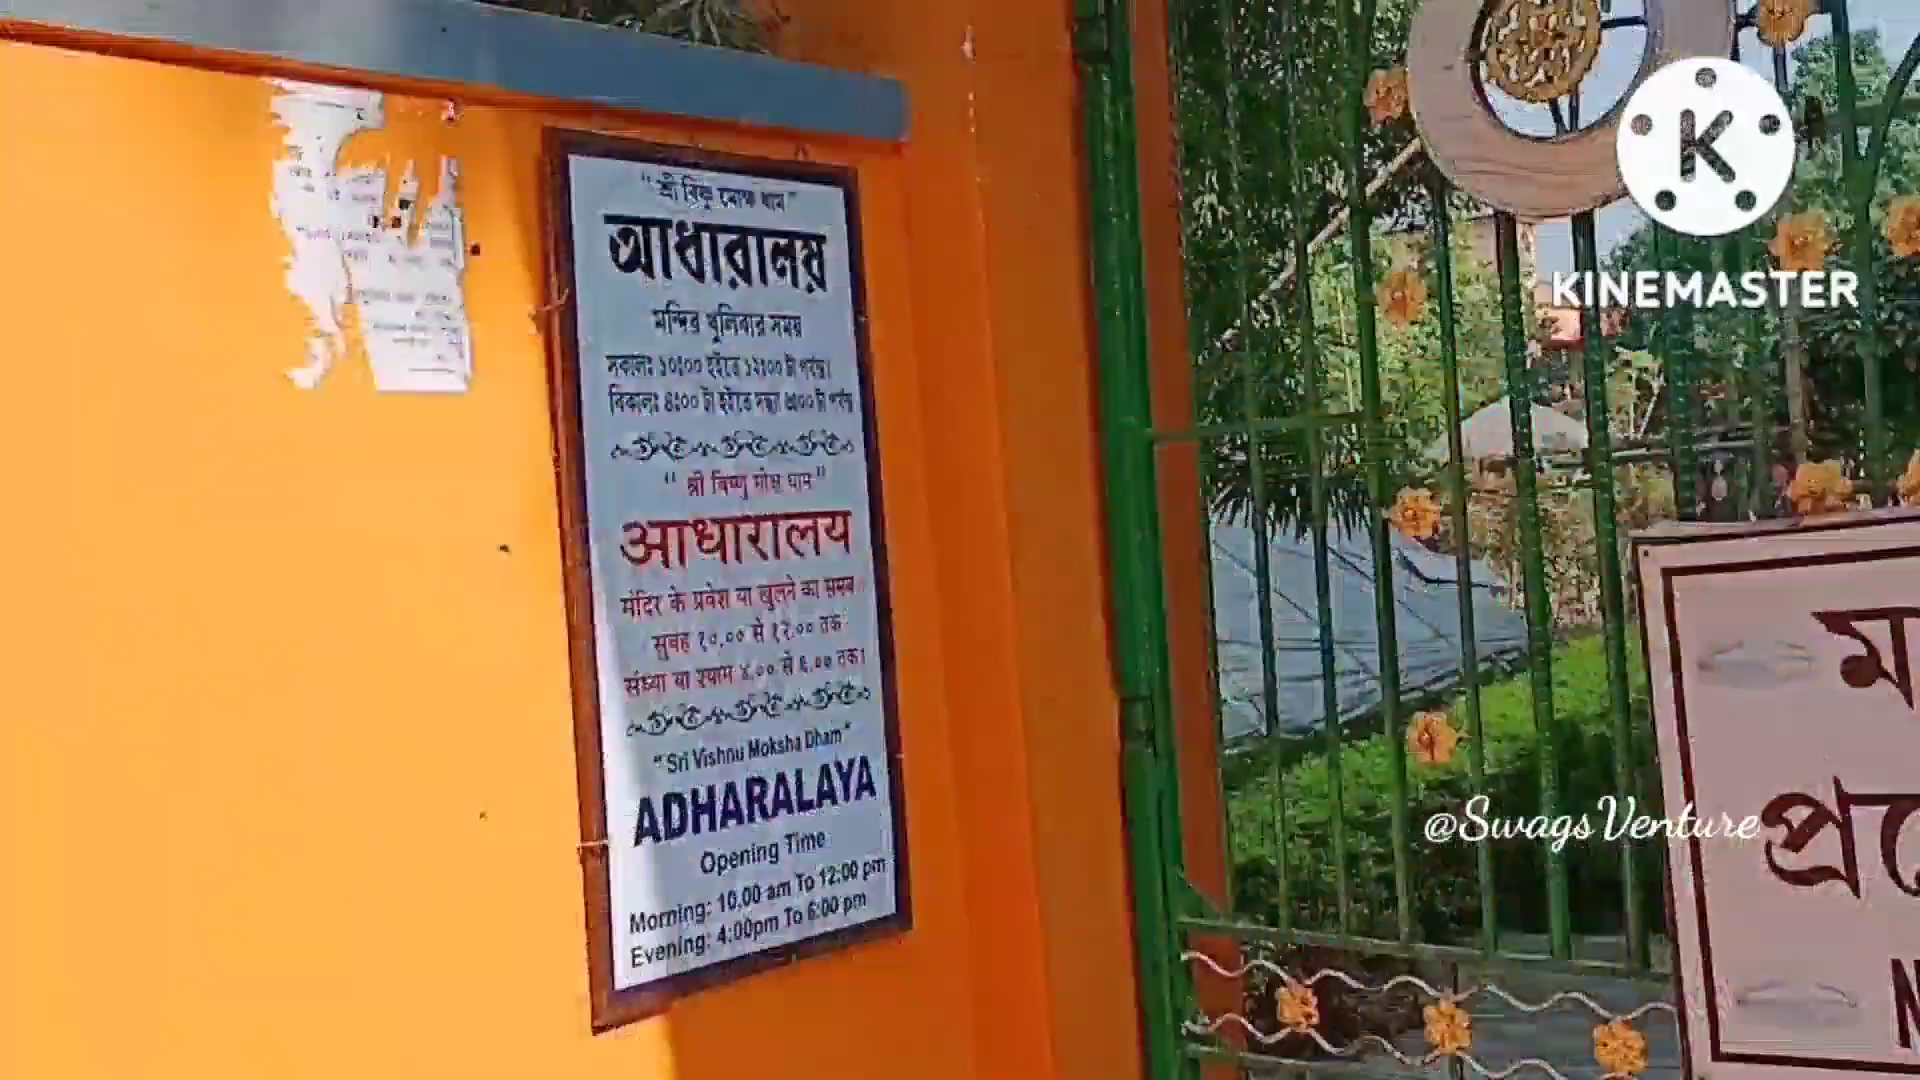 "শ্রী বিষ্ণু মোক্ষ ধাম"
আধারালয়
মন্দির খুলিবার সময়
সকালঃ ১০ঃ০০ হইতে ১২ঃ০০ টা পর্যন্ত।
বিকালঃ ৪ঃ০০ টা হইতে সন্ধ্যা ৬ঃ০০ টা পর্যন্ত
"श्री विष्णु मोक्ष धाम"
आधारालय
मंदिर के प्रवेश या खुलने का समय
सुबह १०.०० से १२.०० तक
संध्या या श्याम ४.०० से ६.०० तक।
"Sri Vishnu Moksha Dham"
ADHARALAYA
Opening Time
Morning: 10.00 am To 12:00 pm
Evening: 4:00pm To 6:00 pm
K
KINEMASTER
@Swags Venture